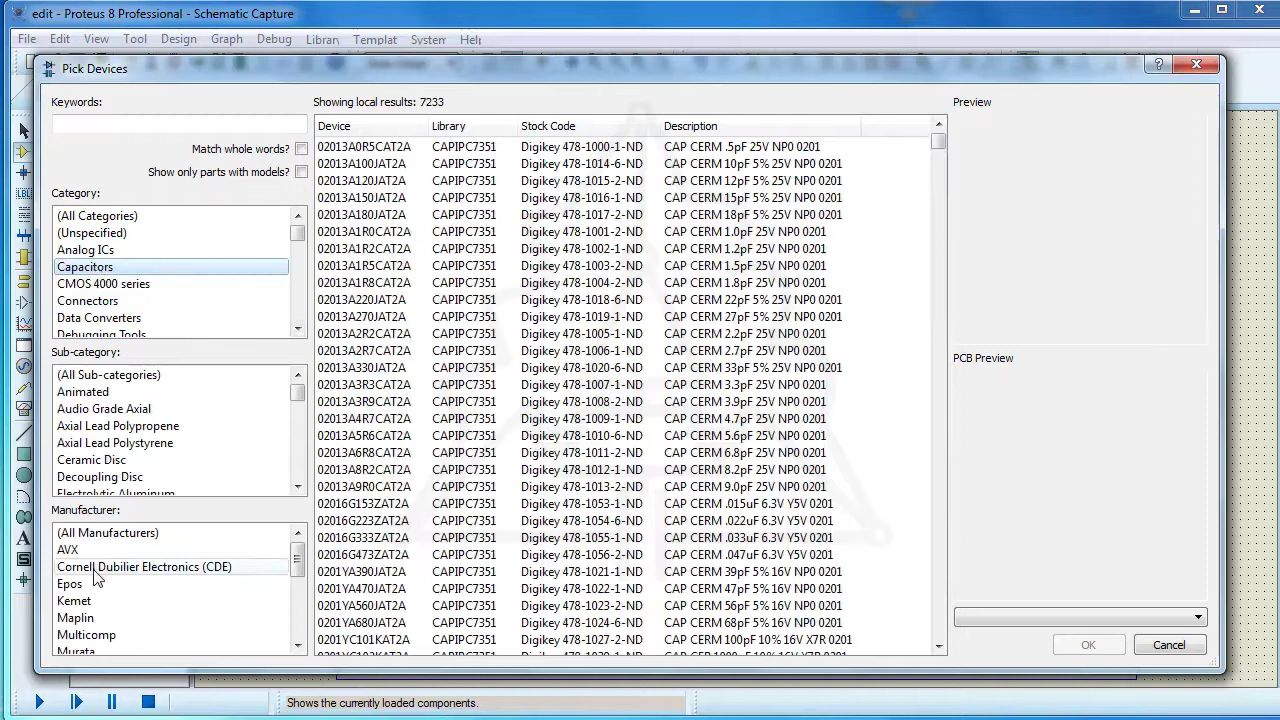 edit - Proteus 8 Professional - Schematic Capture
File Edit View Tool Design Graph Debug Librar Templat System Help
Pick Devices
Keywords:
Match whole words?
Show only parts with models?
Category:
(All Categories)
(Unspecified)
Analog ICs
Capacitors
CMOS 4000 series
Connectors
Data Converters
Debugging Tools
Sub-category:
(All Sub-categories)
Animated
Audio Grade Axial
Axial Lead Polypropene
Axial Lead Polystyrene
Ceramic Disc
Decoupling Disc
Electrolytic Aluminum
Manufacturer:
(All Manufacturers)
AVX
Cornell Dubilier Electronics (CDE)
Epos
Kemet
Maplin
Multicomp
Murata
Showing local results: 7233
Device Library Stock Code Description
02013A0R5CAT2A CAPIPC7351 Digikey 478-1000-1-ND CAP CERM .5pF 25V NP0 0201
02013A100JAT2A CAPIPC7351 Digikey 478-1014-6-ND CAP CERM 10pF 5% 25V NP0 0201
02013A120JAT2A CAPIPC7351 Digikey 478-1015-2-ND CAP CERM 12pF 5% 25V NP0 0201
02013A150JAT2A CAPIPC7351 Digikey 478-1016-1-ND CAP CERM 15pF 5% 25V NP0 0201
02013A180JAT2A CAPIPC7351 Digikey 478-1017-2-ND CAP CERM 18pF 5% 25V NP0 0201
02013A1R0CAT2A CAPIPC7351 Digikey 478-1001-2-ND CAP CERM 1.0pF 25V NP0 0201
02013A1R2CAT2A CAPIPC7351 Digikey 478-1002-1-ND CAP CERM 1.2pF 25V NP0 0201
02013A1R5CAT2A CAPIPC7351 Digikey 478-1003-2-ND CAP CERM 1.5pF 25V NP0 0201
02013A1R8CAT2A CAPIPC7351 Digikey 478-1004-2-ND CAP CERM 1.8pF 25V NP0 0201
02013A220JAT2A CAPIPC7351 Digikey 478-1018-6-ND CAP CERM 22pF 5% 25V NP0 0201
02013A270JAT2A CAPIPC7351 Digikey 478-1019-1-ND CAP CERM 27pF 5% 25V NP0 0201
02013A2R2CAT2A CAPIPC7351 Digikey 478-1005-1-ND CAP CERM 2.2pF 25V NP0 0201
02013A2R7CAT2A CAPIPC7351 Digikey 478-1006-1-ND CAP CERM 2.7pF 25V NP0 0201
02013A330JAT2A CAPIPC7351 Digikey 478-1020-6-ND CAP CERM 33pF 5% 25V NP0 0201
02013A3R3CAT2A CAPIPC7351 Digikey 478-1007-1-ND CAP CERM 3.3pF 25V NP0 0201
02013A3R9CAT2A CAPIPC7351 Digikey 478-1008-2-ND CAP CERM 3.9pF 25V NP0 0201
02013A4R7CAT2A CAPIPC7351 Digikey 478-1009-1-ND CAP CERM 4.7pF 25V NP0 0201
02013A5R6CAT2A CAPIPC7351 Digikey 478-1010-6-ND CAP CERM 5.6pF 25V NP0 0201
02013A6R8CAT2A CAPIPC7351 Digikey 478-1011-2-ND CAP CERM 6.8pF 25V NP0 0201
02013A8R2CAT2A CAPIPC7351 Digikey 478-1012-1-ND CAP CERM 8.2pF 25V NP0 0201
02013A9R0CAT2A CAPIPC7351 Digikey 478-1013-2-ND CAP CERM 9.0pF 25V NP0 0201
02016G153ZAT2A CAPIPC7351 Digikey 478-1053-1-ND CAP CERM .015uF 6.3V Y5V 0201
02016G223ZAT2A CAPIPC7351 Digikey 478-1054-6-ND CAP CERM .022uF 6.3V Y5V 0201
02016G333ZAT2A CAPIPC7351 Digikey 478-1055-1-ND CAP CERM .033uF 6.3V Y5V 0201
02016G473ZAT2A CAPIPC7351 Digikey 478-1056-2-ND CAP CERM .047uF 6.3V Y5V 0201
0201YA390JAT2A CAPIPC7351 Digikey 478-1021-1-ND CAP CERM 39pF 5% 16V NP0 0201
0201YA470JAT2A CAPIPC7351 Digikey 478-1022-1-ND CAP CERM 47pF 5% 16V NP0 0201
0201YA560JAT2A CAPIPC7351 Digikey 478-1023-2-ND CAP CERM 56pF 5% 16V NP0 0201
0201YA680JAT2A CAPIPC7351 Digikey 478-1024-6-ND CAP CERM 68pF 5% 16V NP0 0201
0201YC101KAT2A CAPIPC7351 Digikey 478-1027-2-ND CAP CERM 100pF 10% 16V X7R 0201
Preview
PCB Preview
OK Cancel
Shows the currently loaded components.